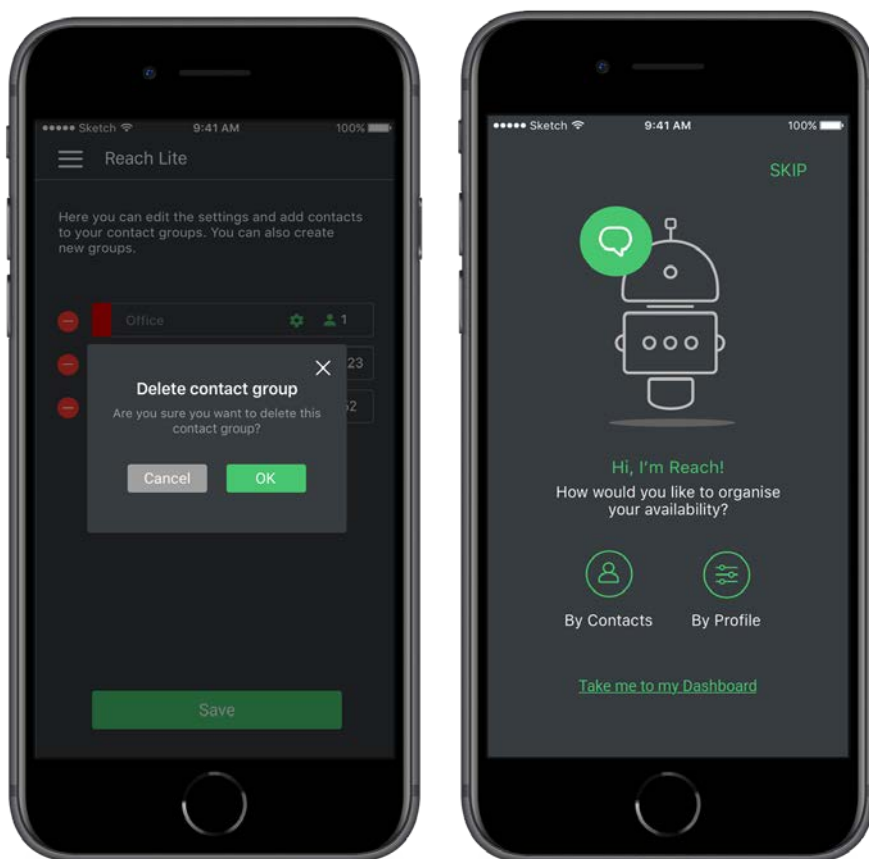 ●●●●● Sketch 9:41 AM 100%
Reach Lite
Here you can edit the settings and add contacts
to your contact groups. You can also create
new groups.
Office 1
23
Delete contact group
Are you sure you want to delete this
contact group?
52
Cancel OK
Save
●●●●● Sketch 9:41 AM 100%
SKIP
Hi, I'm Reach!
How would you like to organise
your availability?
By Contacts By Profile
Take me to my Dashboard